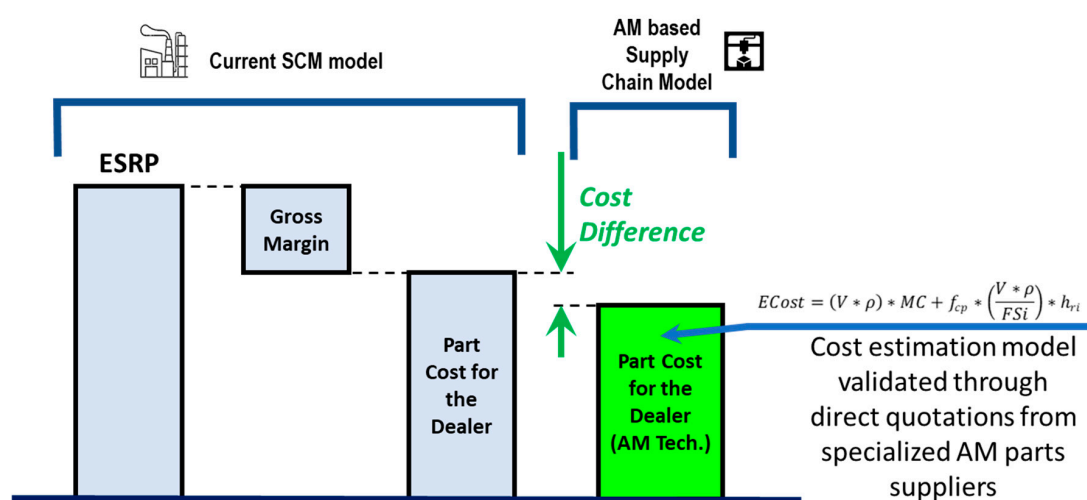 Current SCM model
AM based
Supply
Chain Model
ESRP
Gross
Margin
Cost
Difference
Part
Cost for
the
Dealer
Part Cost
for the
Dealer
(AM Tech.)
ECost = (V * ρ) * MC + f_cp * (V * ρ / FSi) * h_ri
Cost estimation model
validated through
direct quotations from
specialized AM parts
suppliers